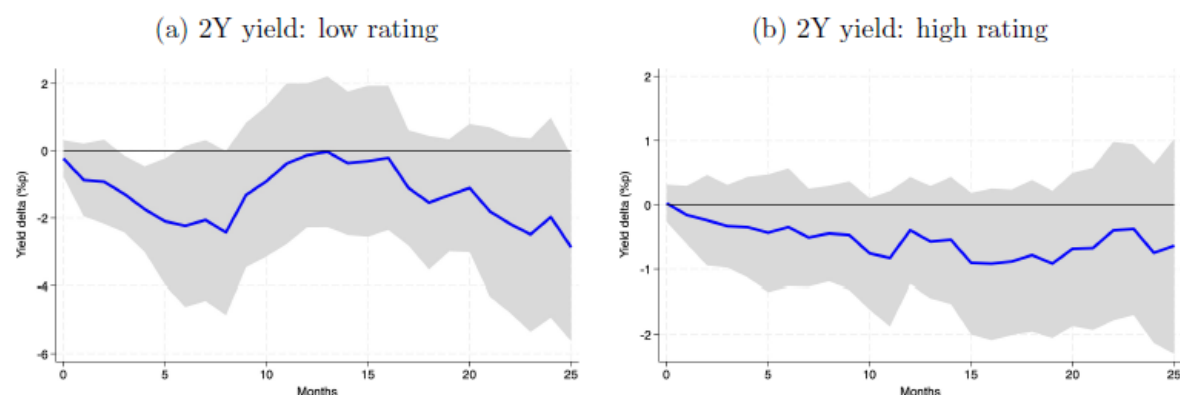 (a) 2Y yield: low rating
(b) 2Y yield: high rating
Yield delta (%p)
2
0
-2
-4
-6
0 5 10 15 20 25
Months
Yield delta (%p)
2
1
0
-1
-2
0 5 10 15 20 25
Months